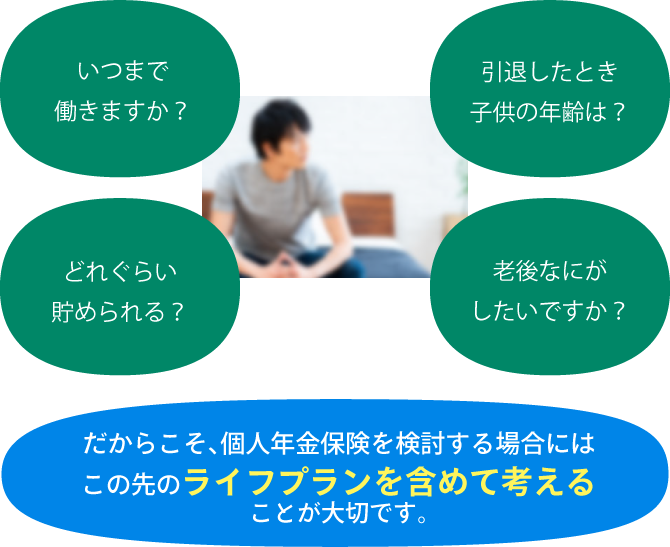 いつまで
働きますか？
引退したとき
子供の年齢は？
どれぐらい
貯められる？
老後なにが
したいですか？
だからこそ、個人年金保険を検討する場合には
この先のライフプランを含めて考える
ことが大切です。